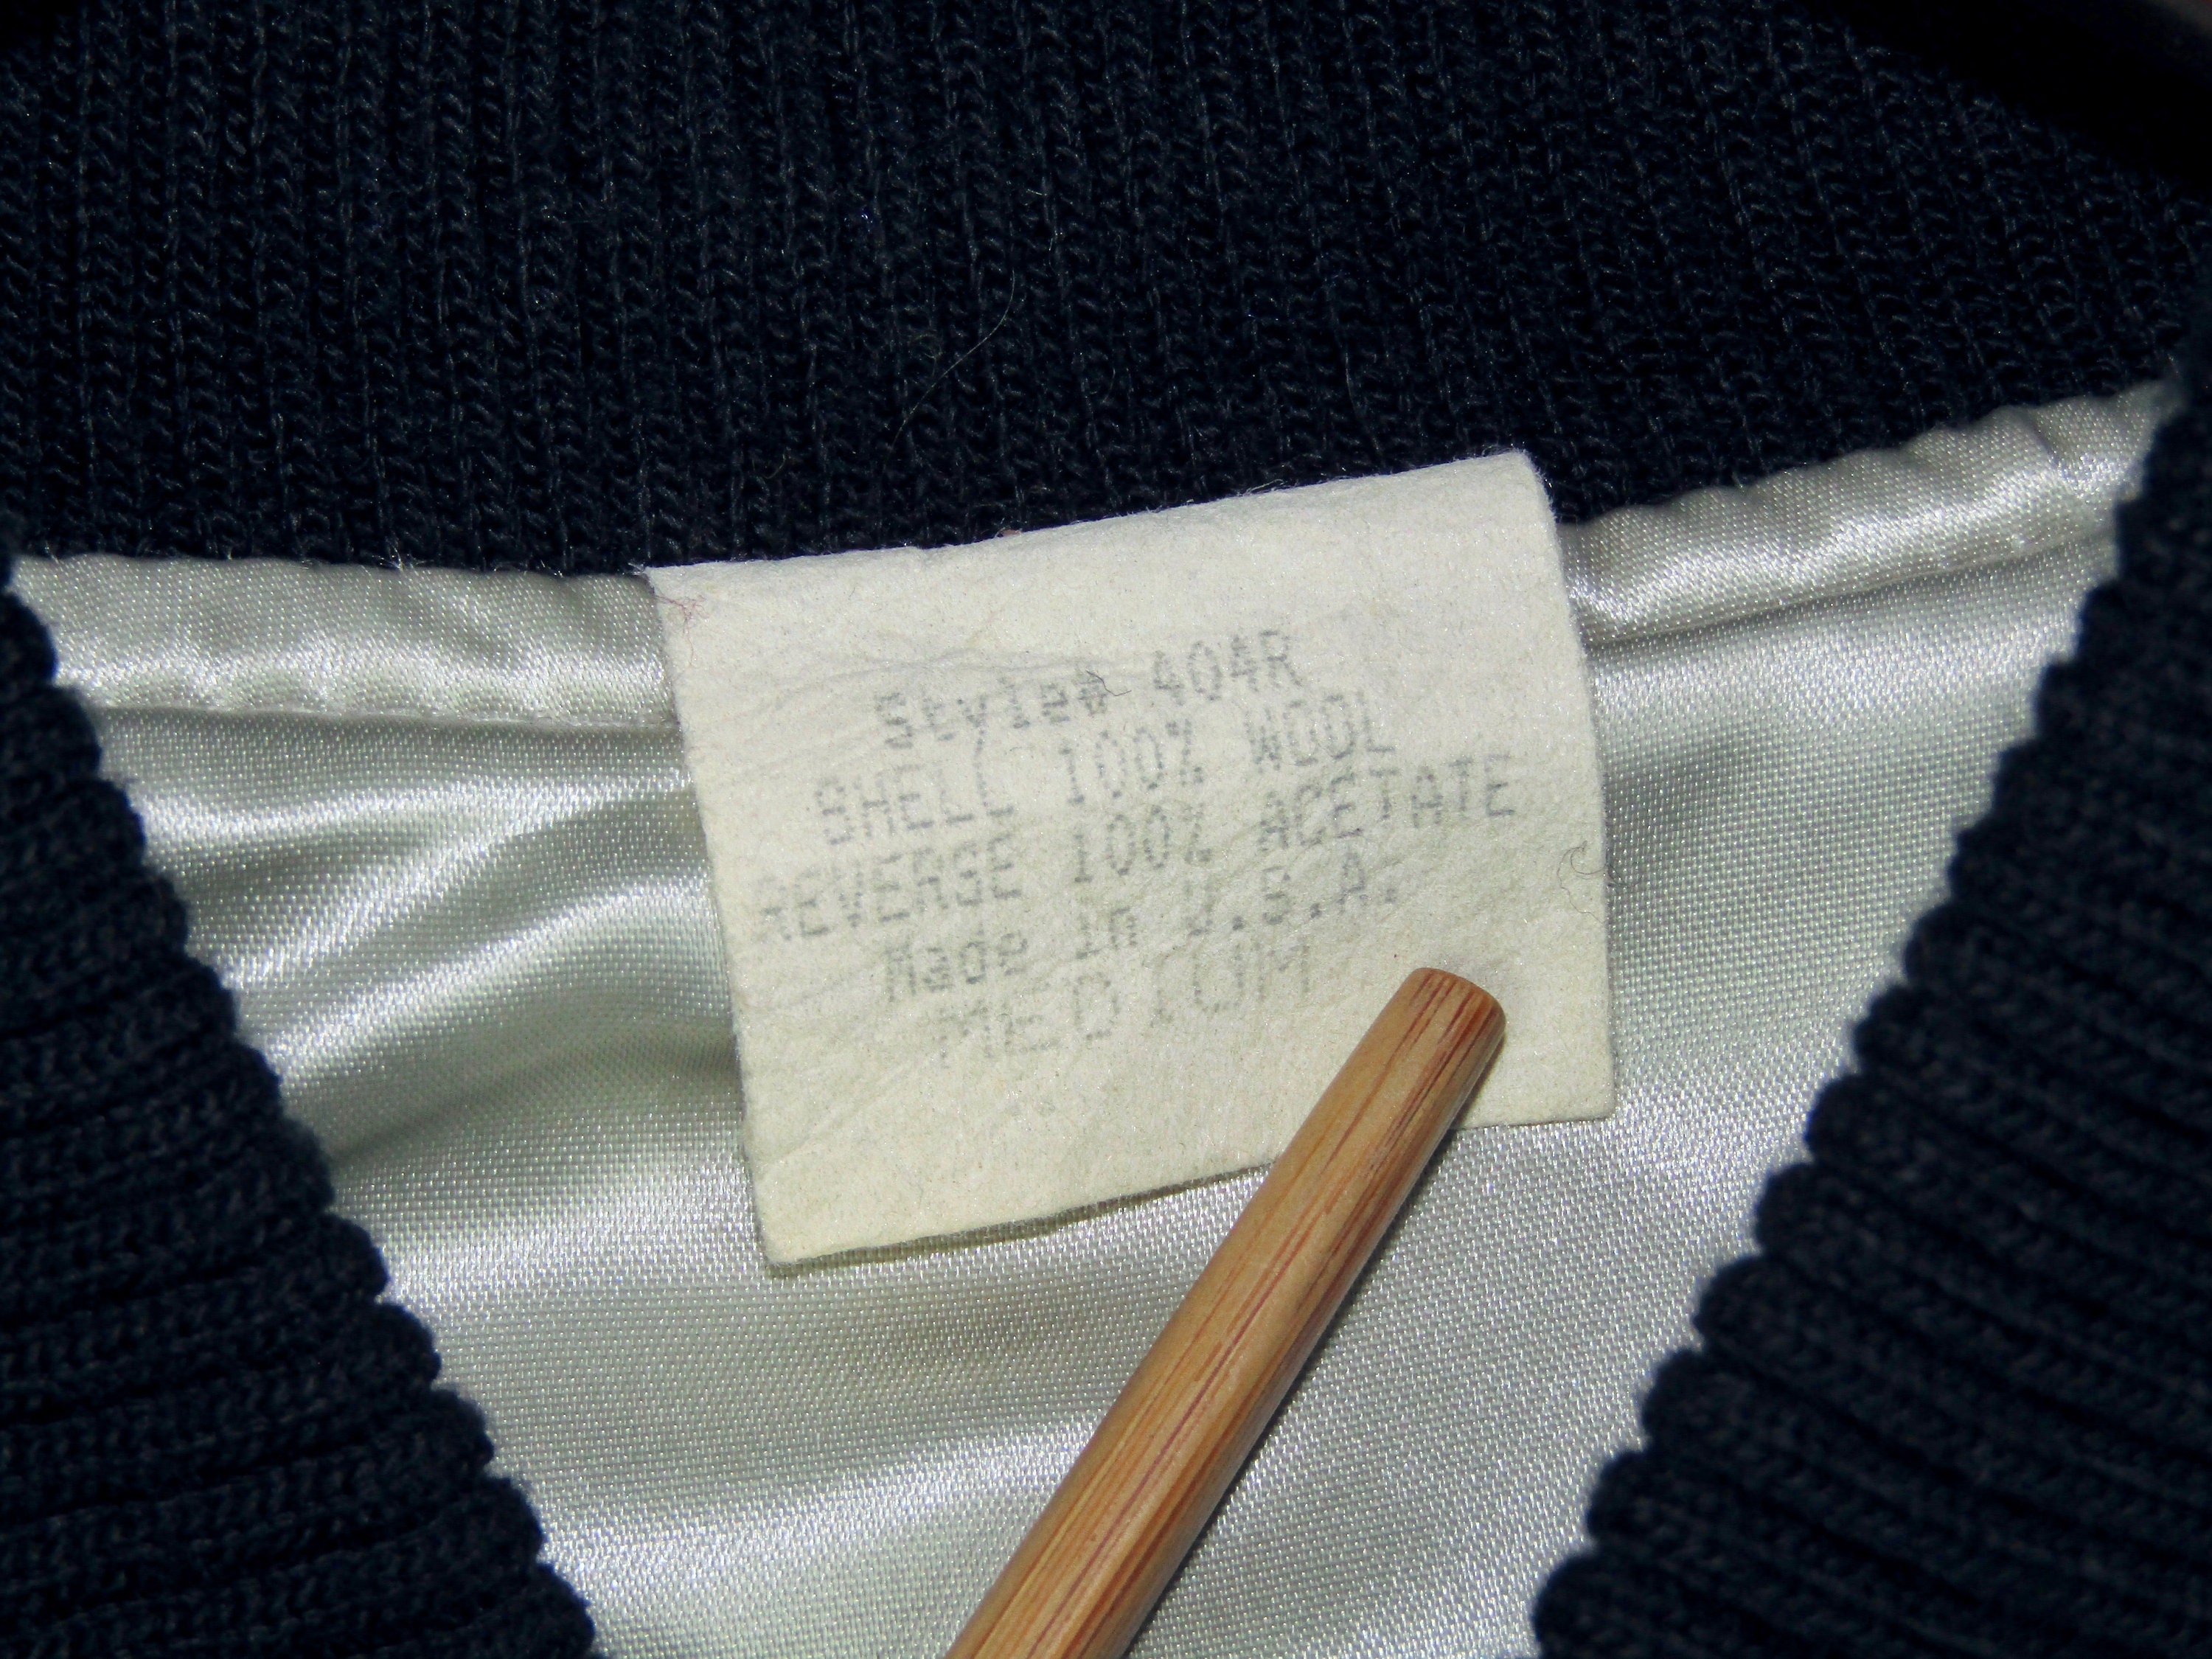 Style# 404R
SHELL 100% WOOL
REVERSE 100% ACETATE
Made in U.S.A.
MEDIUM